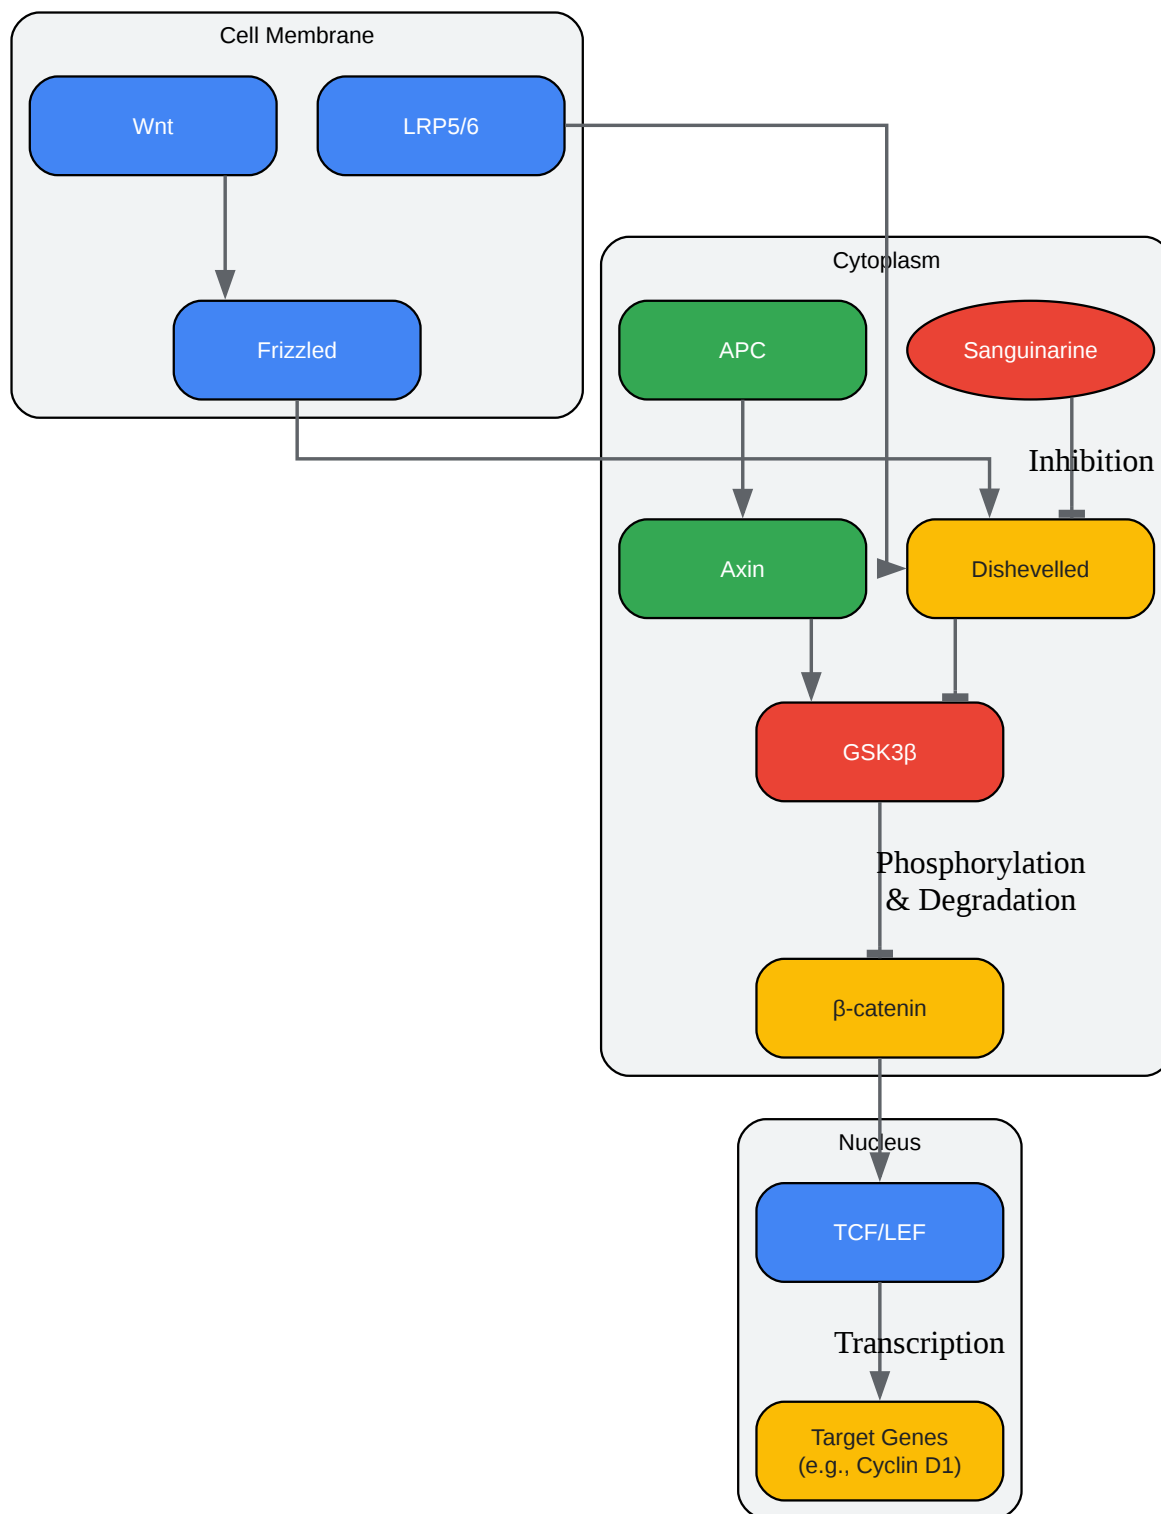 Cell Membrane
Wnt
LRP5/6
Frizzled
Cytoplasm
APC
Sanguinarine
Inhibition
Axin
Dishevelled
GSK3β
Phosphorylation
& Degradation
β-catenin
Nucleus
TCF/LEF
Transcription
Target Genes
(e.g., Cyclin D1)